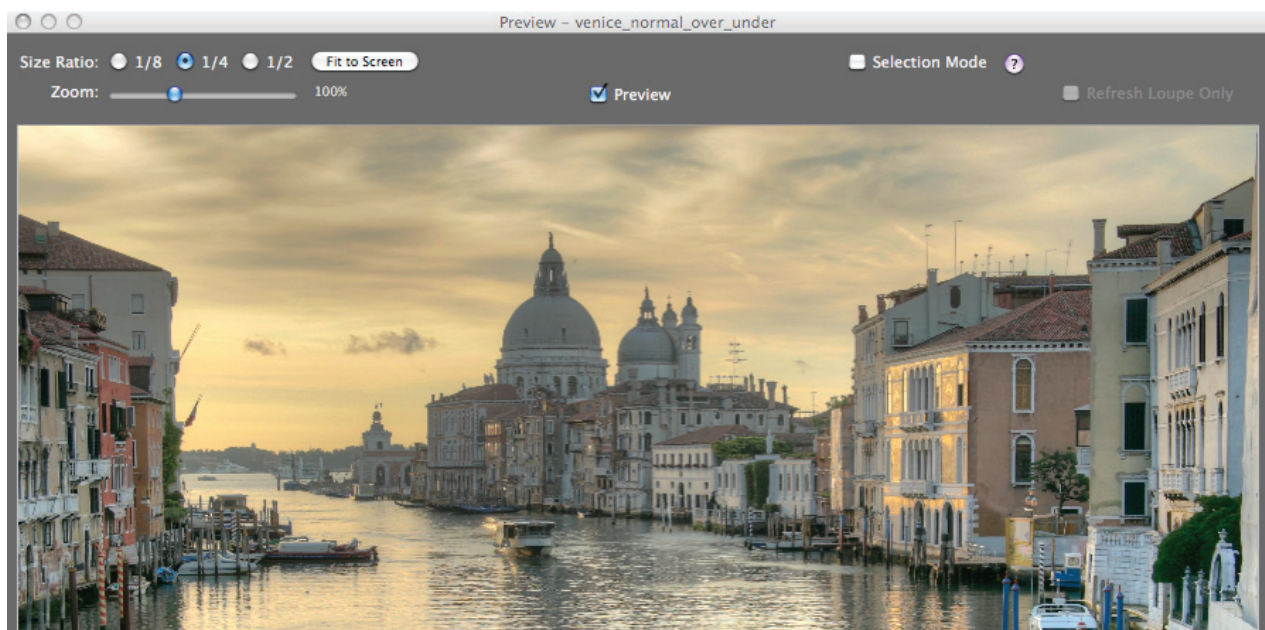 Preview – venice_normal_over_under
Size Ratio: 1/8 1/4 1/2 Fit to Screen
Selection Mode ?
Zoom: 100%
Preview
Refresh Loupe Only